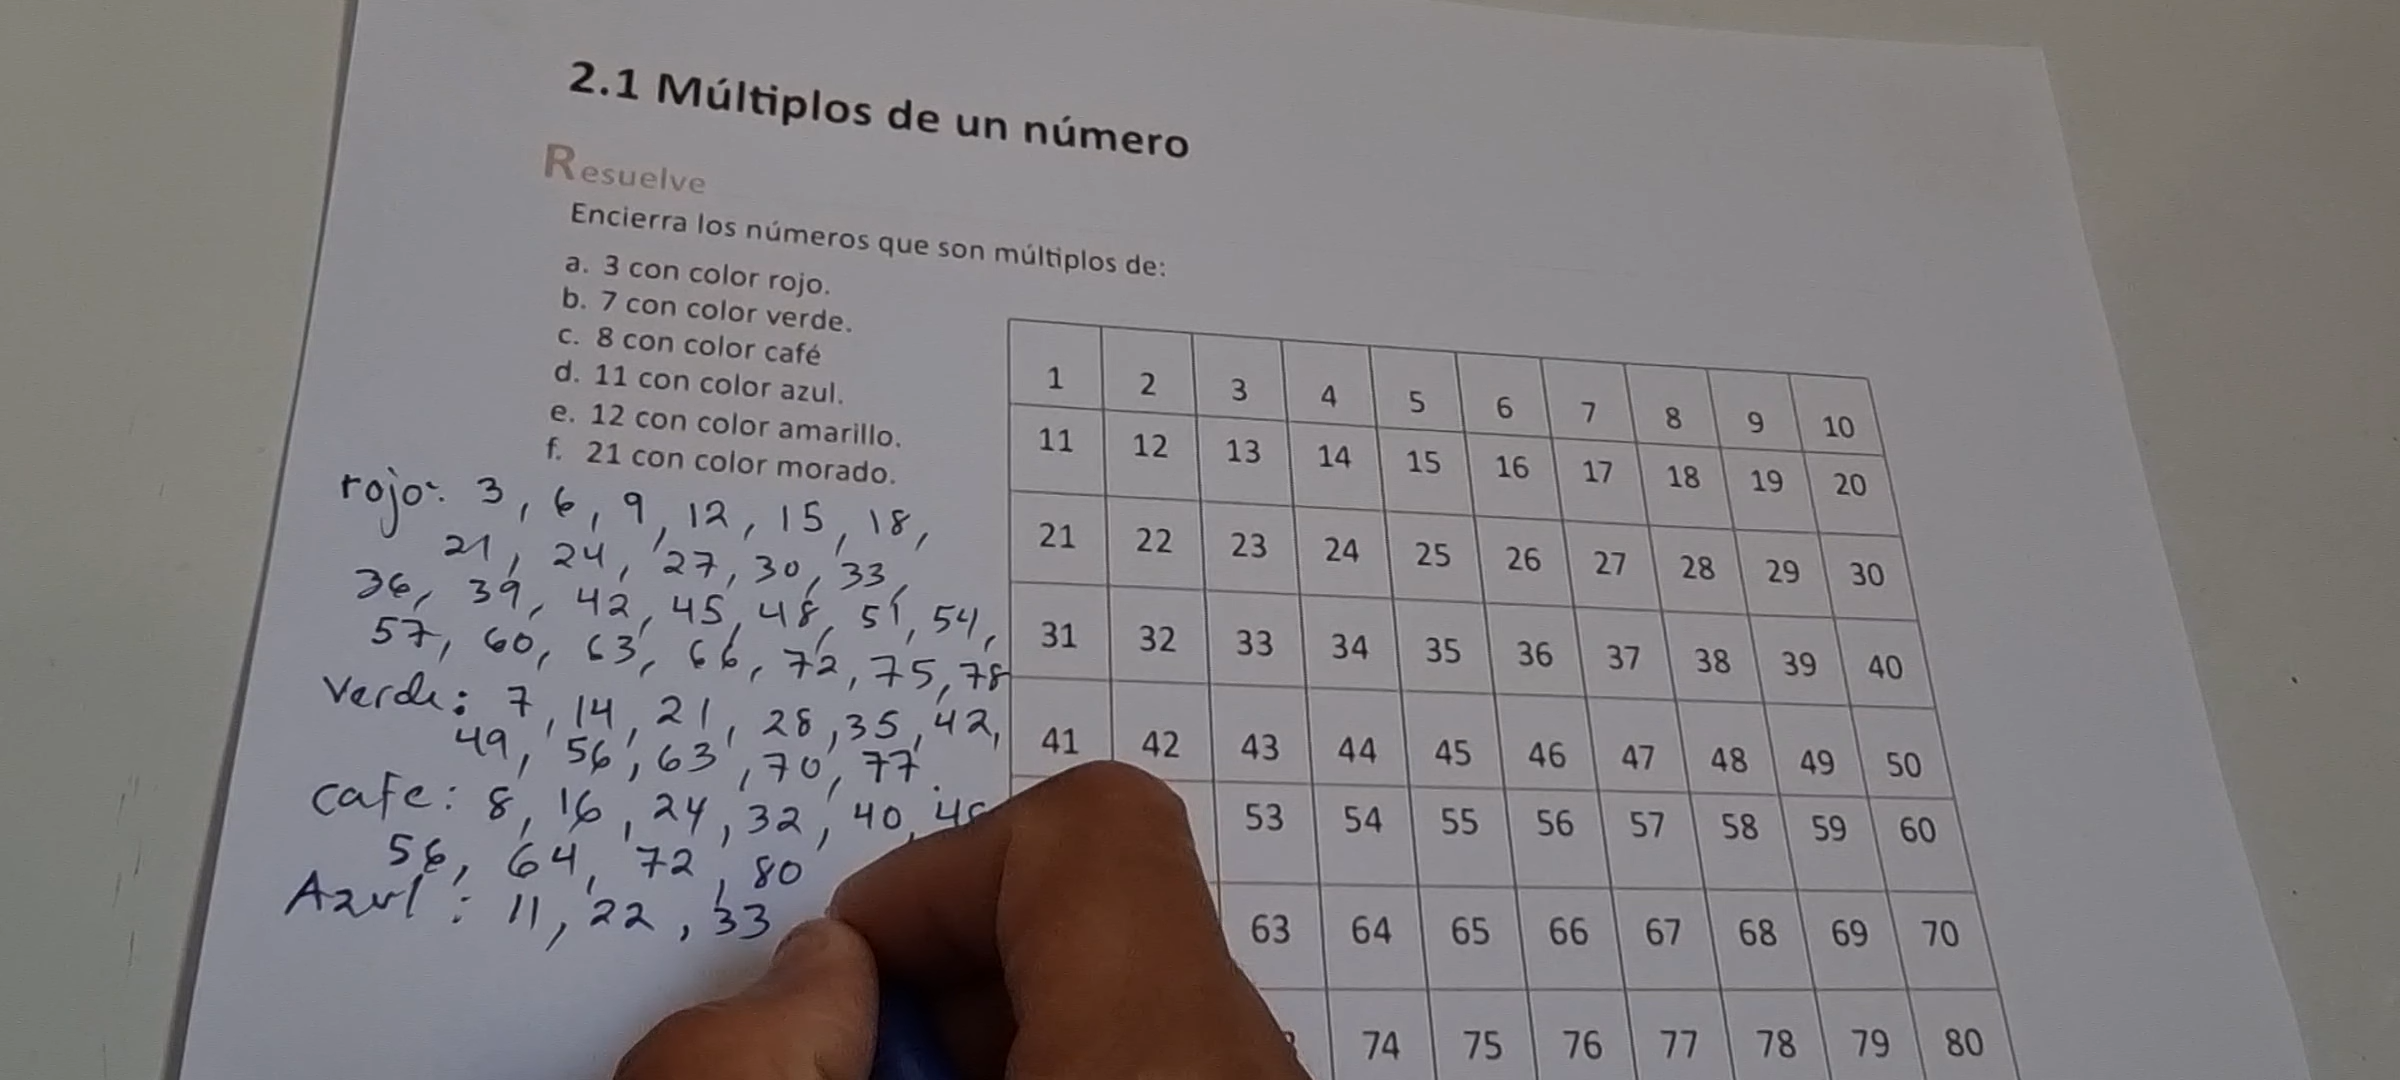 2.1 Múltiplos de un número
Resuelve
Encierra los números que son múltiplos de:
a. 3 con color rojo.
b. 7 con color verde.
c. 8 con color café
d. 11 con color azul.
e. 12 con color amarillo.
f. 21 con color morado.
rojo: 3, 6, 9, 12, 15, 18,
21, 24, 27, 30, 33,
36, 39, 42, 45, 48, 51, 54,
57, 60, 63, 66, 72, 75, 78
Verde: 7, 14, 21, 28, 35, 42,
49, 56, 63, 70, 77.
cafe: 8, 16, 24, 32, 40,
56, 64, 72, 80
Azul: 11, 22, 33
1 2 3 4 5 6 7 8 9 10
11 12 13 14 15 16 17 18 19 20
21 22 23 24 25 26 27 28 29 30
31 32 33 34 35 36 37 38 39 40
41 42 43 44 45 46 47 48 49 50
53 54 55 56 57 58 59 60
63 64 65 66 67 68 69 70
74 75 76 77 78 79 80